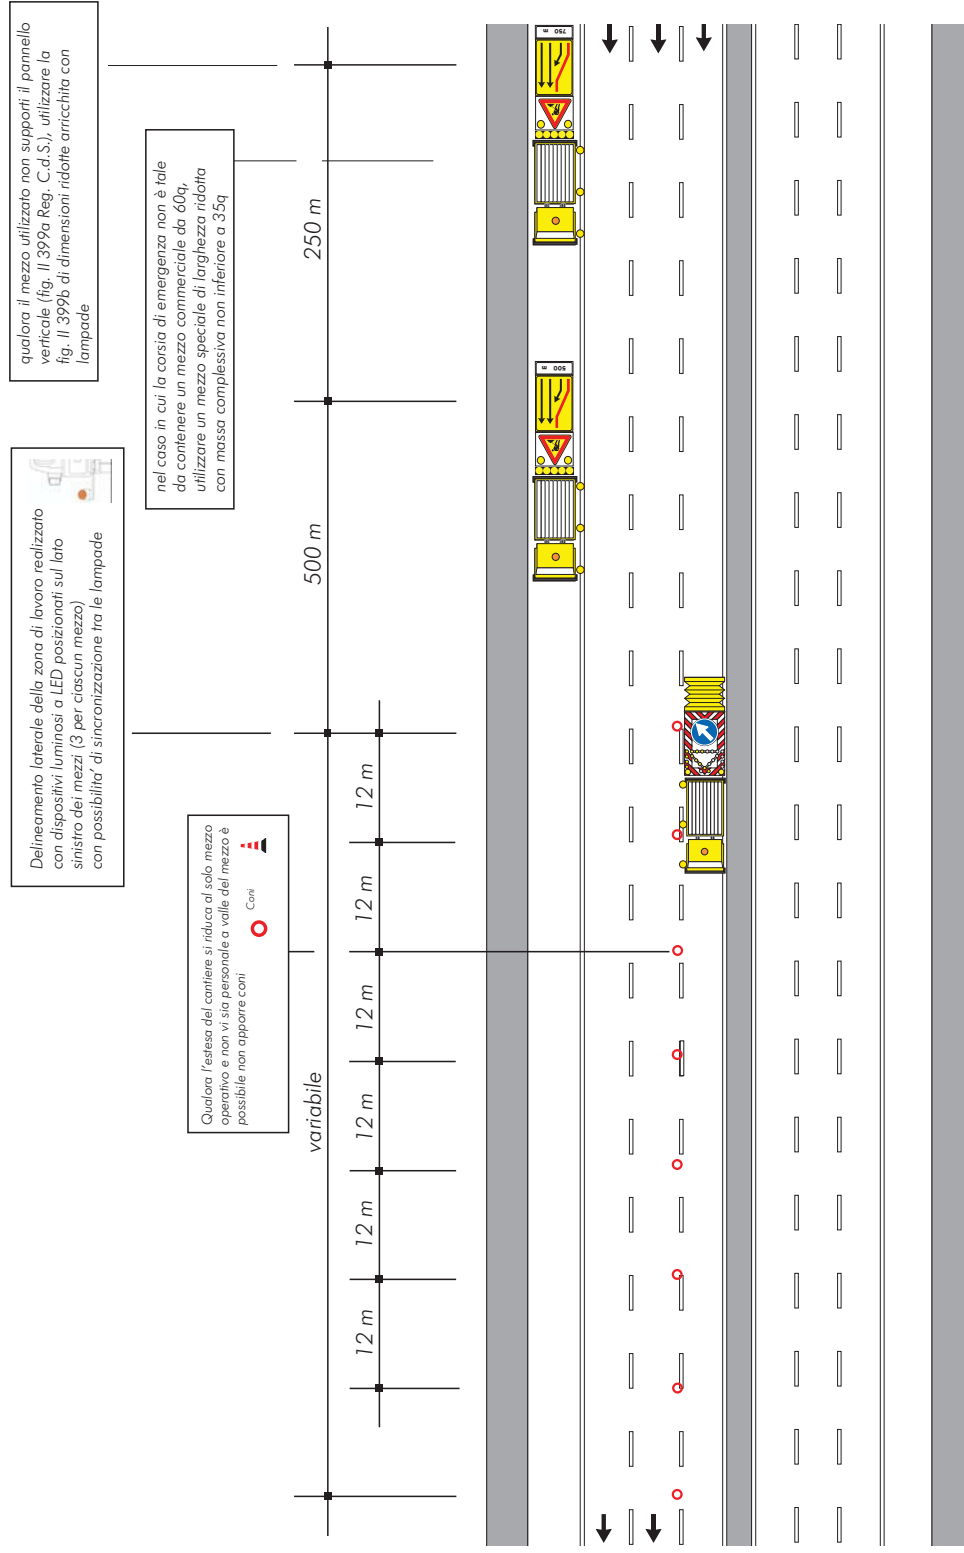 qualora il mezzo utilizzato non supporti il pannello
verticale (fig. II 399a Reg. C.d.S.), utilizzare la
fig. II 399b di dimensioni ridotte arricchita con
lampade
nel caso in cui la corsia di emergenza non è tale
da contenere un mezzo commerciale da 60q,
utilizzare un mezzo speciale di larghezza ridotta
con massa complessiva non inferiore a 35q
Delineamento laterale della zona di lavoro realizzato
con dispositivi luminosi a LED posizionati sul lato
sinistro dei mezzi (3 per ciascun mezzo)
con possibilita' di sincronizzazione tra le lampade
Qualora l'estesa del cantiere si riduca al solo mezzo
operativo e non vi sia personale a valle del mezzo è
possibile non apporre coni
Coni
250 m
500 m
variabile
12 m
12 m
12 m
12 m
12 m
12 m
750 m
500 m